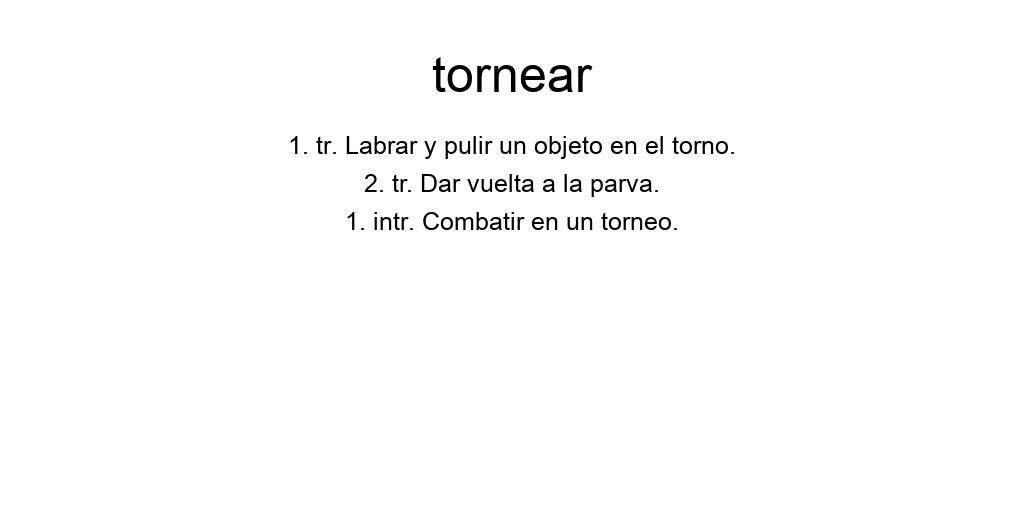 tornear
1. tr. Labrar y pulir un objeto en el torno.
2. tr. Dar vuelta a la parva.
1. intr. Combatir en un torneo.